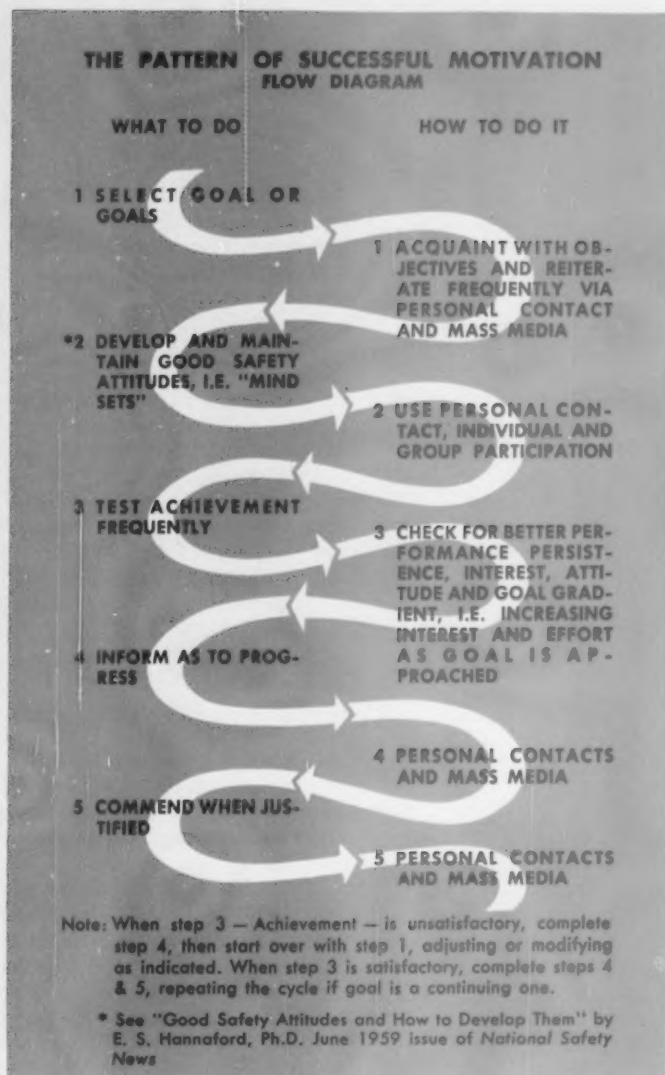 THE PATTERN OF SUCCESSFUL MOTIVATION
FLOW DIAGRAM
WHAT TO DO
HOW TO DO IT
1 SELECT GOAL OR
GOALS
1 ACQUAINT WITH OB-
JECTIVES AND REITER-
ATE FREQUENTLY VIA
PERSONAL CONTACT
AND MASS MEDIA
*2 DEVELOP AND MAIN-
TAIN GOOD SAFETY
ATTITUDES, I.E. "MIND
SETS"
2 USE PERSONAL CON-
TACT, INDIVIDUAL AND
GROUP PARTICIPATION
3 TEST ACHIEVEMENT
FREQUENTLY
3 CHECK FOR BETTER PER-
FORMANCE PERSIST-
ENCE, INTEREST, ATTI-
TUDE AND GOAL GRAD-
IENT, I.E. INCREASING
INTEREST AND EFFORT
AS GOAL IS AP-
PROACHED
4 INFORM AS TO PROG-
RESS
4 PERSONAL CONTACTS
AND MASS MEDIA
5 COMMEND WHEN JUS-
TIFIED
5 PERSONAL CONTACTS
AND MASS MEDIA
Note: When step 3 — Achievement — is unsatisfactory, complete
step 4, then start over with step 1, adjusting or modifying
as indicated. When step 3 is satisfactory, complete steps 4
& 5, repeating the cycle if goal is a continuing one.
* See "Good Safety Attitudes and How to Develop Them" by
E. S. Hannaford, Ph.D. June 1959 issue of National Safety
News